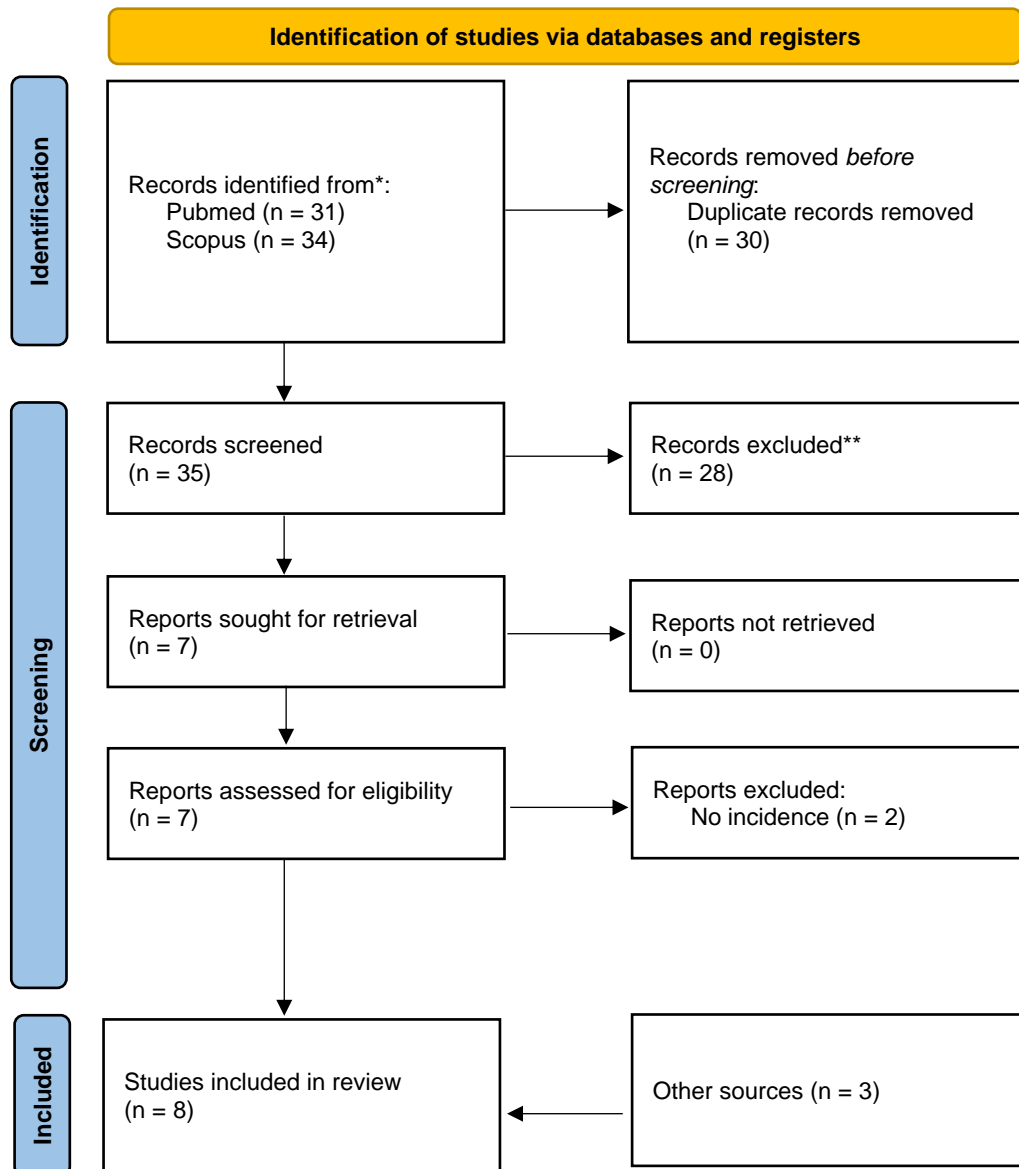 Identification of studies via databases and registers
Identification
Records identified from*:
Pubmed (n = 31)
Scopus (n = 34)
Records removed before
screening:
Duplicate records removed
(n = 30)
Screening
Records screened
(n = 35)
Records excluded**
(n = 28)
Reports sought for retrieval
(n = 7)
Reports not retrieved
(n = 0)
Reports assessed for eligibility
(n = 7)
Reports excluded:
No incidence (n = 2)
Included
Studies included in review
(n = 8)
Other sources (n = 3)